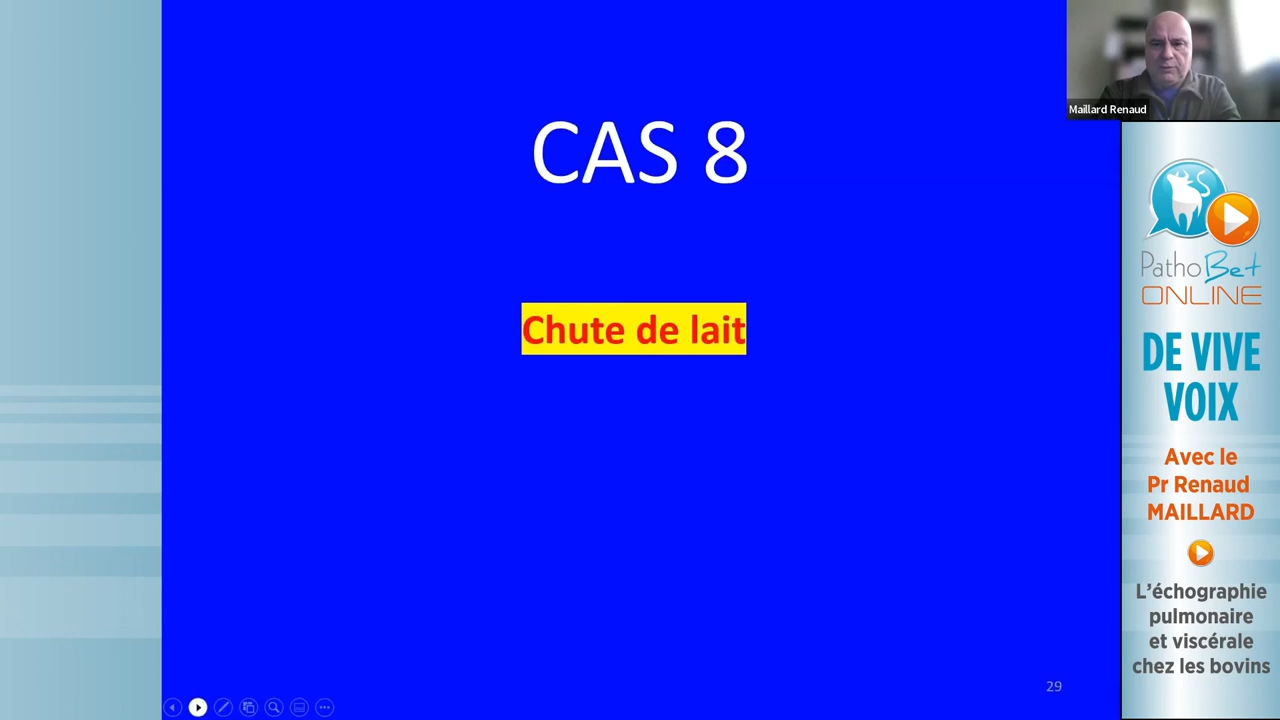 CAS 8
Chute de lait
29
Maillard Renaud
PathoBet
ONLINE
DE VIVE
VOIX
Avec le
Pr Renaud
MAILLARD
L'échographie
pulmonaire
et viscérale
chez les bovins